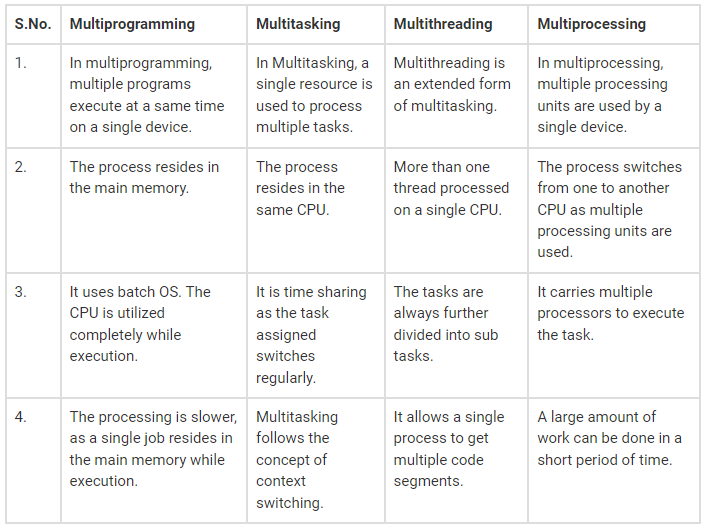 S.No. Multiprogramming Multitasking Multithreading Multiprocessing
1.
In multiprogramming,
multiple programs
execute at a same time
on a single device.
In Multitasking, a
single resource is
used to process
multiple tasks.
Multithreading is
an extended form
of multitasking.
In multiprocessing,
multiple processing
units are used by a
single device.
2.
The process resides in
the main memory.
The process
resides in the
same CPU.
More than one
thread processed
on a single CPU.
The process switches
from one to another
CPU as multiple
processing units are
used.
3.
It uses batch OS. The
CPU is utilized
completely while
execution.
It is time sharing
as the task
assigned
switches
regularly.
The tasks are
always further
divided into sub
tasks.
It carries multiple
processors to execute
the task.
4.
The processing is slower,
as a single job resides in
the main memory while
execution.
Multitasking
follows the
concept of
context
switching.
It allows a single
process to get
multiple code
segments.
A large amount of
work can be done in a
short period of time.